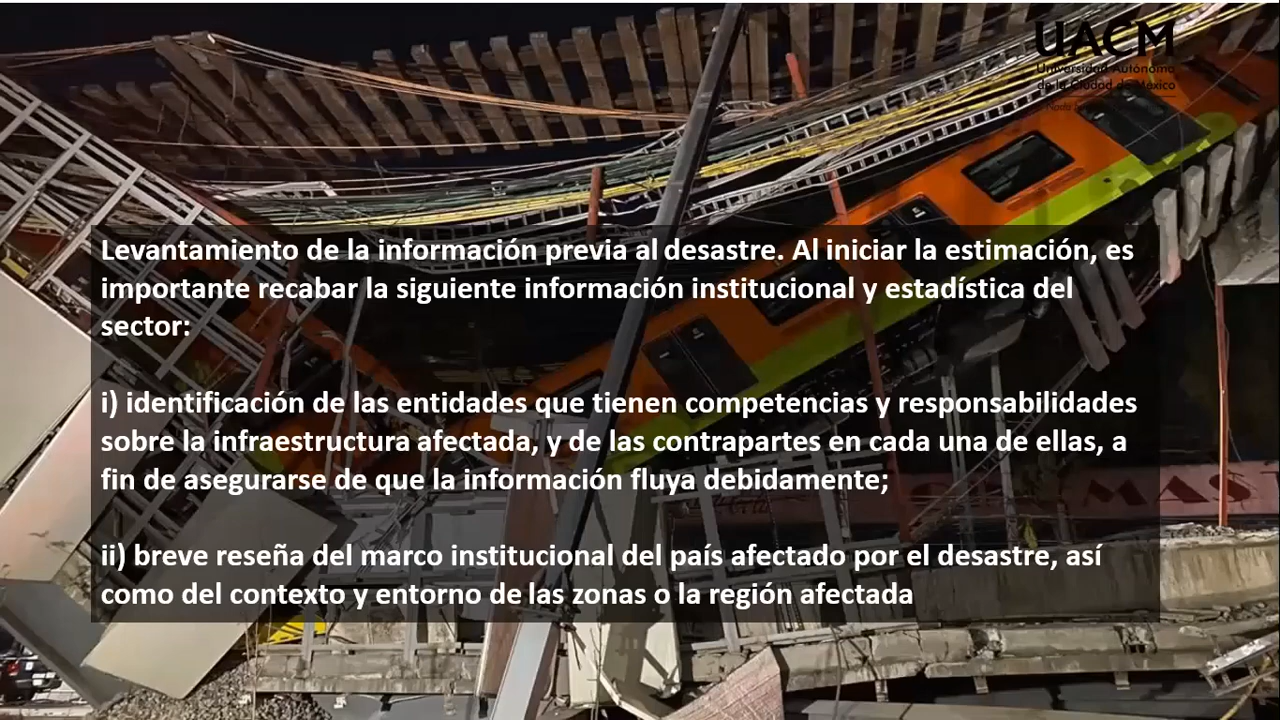 UACM
Universidad Autónoma
de la Ciudad de México
Nada
Levantamiento de la información previa al desastre. Al iniciar la estimación, es
importante recabar la siguiente información institucional y estadística del
sector:
i) identificación de las entidades que tienen competencias y responsabilidades
sobre la infraestructura afectada, y de las contrapartes en cada una de ellas, a
fin de asegurarse de que la información fluya debidamente;
ii) breve reseña del marco institucional del país afectado por el desastre, así
como del contexto y entorno de las zonas o la región afectada